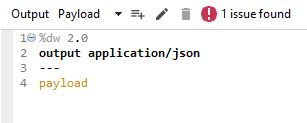 Output Payload 1 issue found
1 %dw 2.0
2 output application/json
3 ---
4 payload